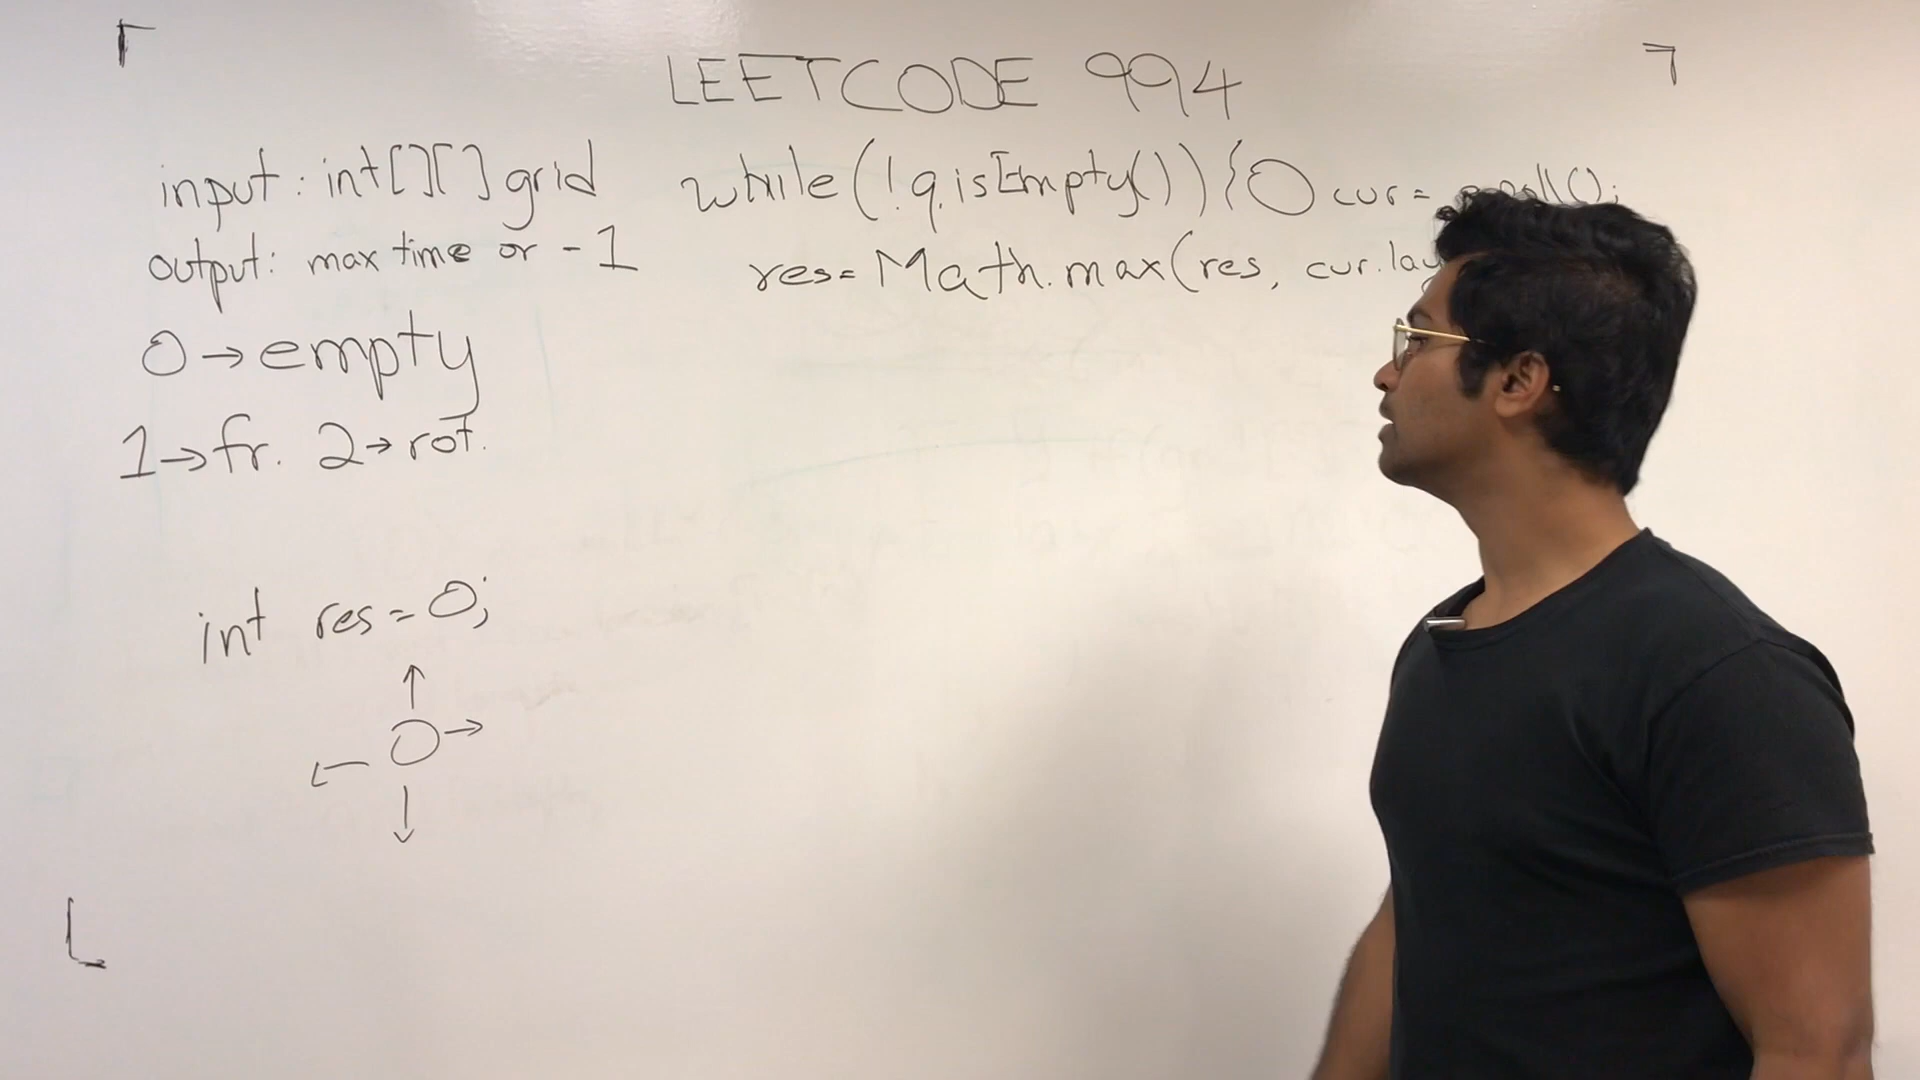 LEETCODE 994
input: int[][] grid
output: max time or -1
0→empty
1→fr. 2→rot.
int res=0;
while(!q.isEmpty()){O cur=
res=Math.max(res, cur.lay